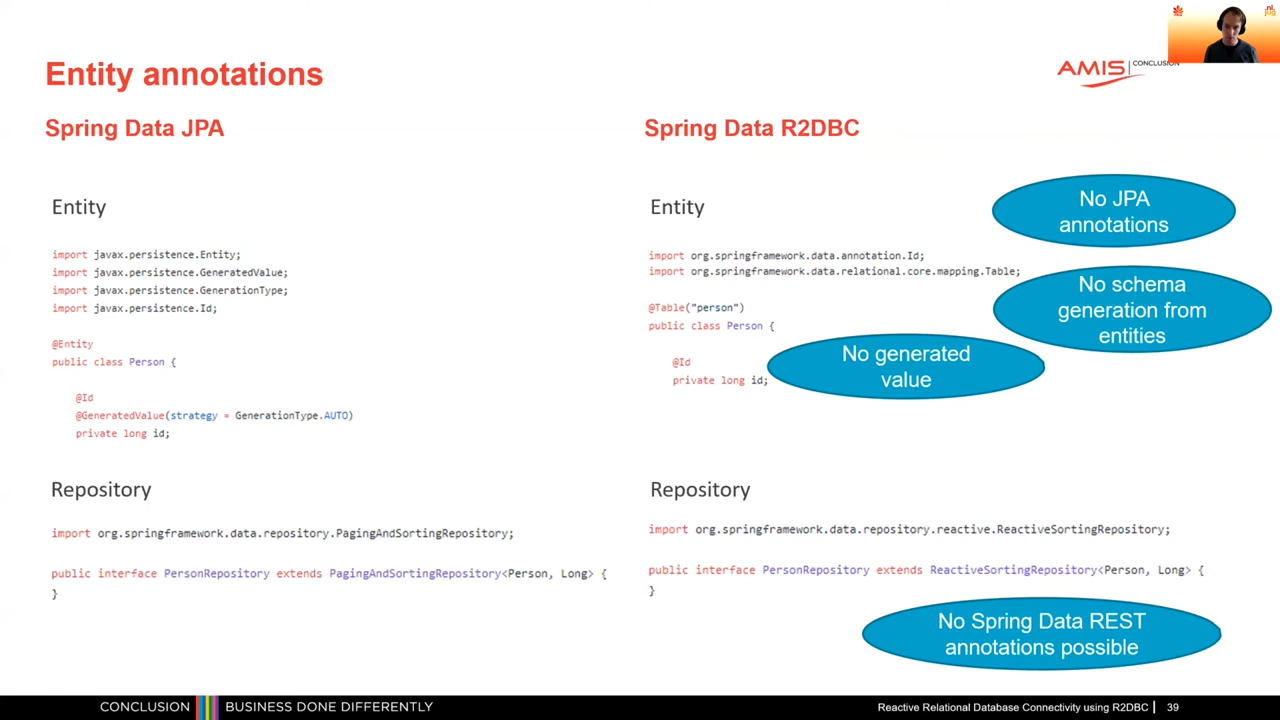 Entity annotations
AMIS CONCLUSION
nl
jug
Spring Data JPA
Entity
import javax.persistence.Entity;
import javax.persistence.GeneratedValue;
import javax.persistence.GenerationType;
import javax.persistence.Id;
@Entity
public class Person {
@Id
@GeneratedValue(strategy = GenerationType.AUTO)
private long id;
Repository
import org.springframework.data.repository.PagingAndSortingRepository;
public interface PersonRepository extends PagingAndSortingRepository<Person, Long> {
}
Spring Data R2DBC
Entity
No JPA
annotations
import org.springframework.data.annotation.Id;
import org.springframework.data.relational.core.mapping.Table;
No schema
generation from
entities
@Table("person")
public class Person {
@Id
private long id;
No generated
value
Repository
import org.springframework.data.repository.reactive.ReactiveSortingRepository;
public interface PersonRepository extends ReactiveSortingRepository<Person, Long> {
}
No Spring Data REST
annotations possible
CONCLUSION BUSINESS DONE DIFFERENTLY
Reactive Relational Database Connectivity using R2DBC 39